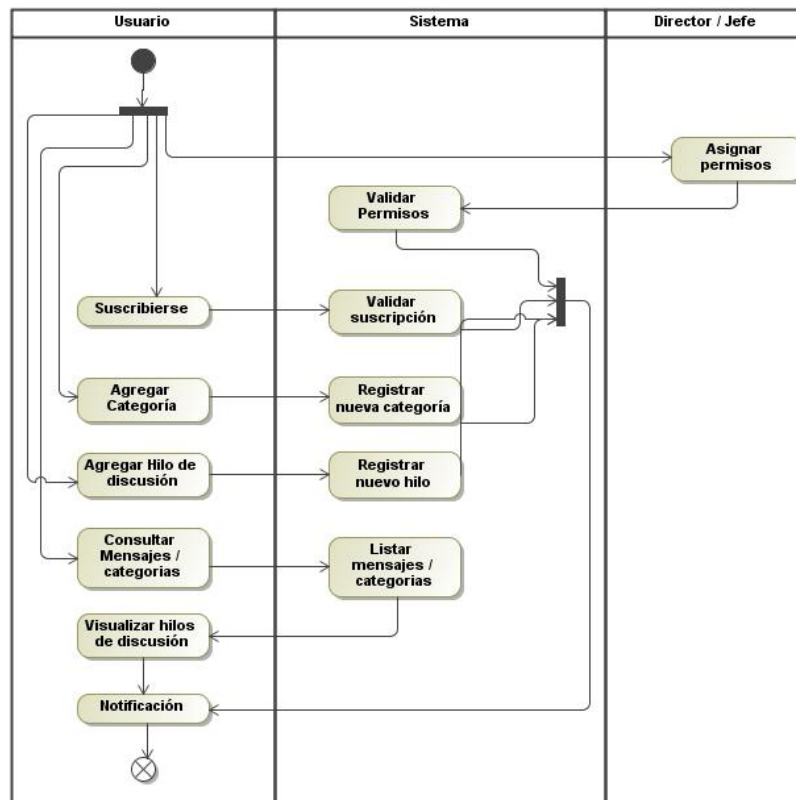 Usuario
Sistema
Director / Jefe
Asignar
permisos
Validar
Permisos
Suscribierse
Validar
suscripción
Agregar
Categoría
Registrar
nueva categoría
Agregar Hilo de
discusión
Registrar
nuevo hilo
Consultar
Mensajes /
categorias
Listar
mensajes /
categorias
Visualizar hilos
de discusión
Notificación